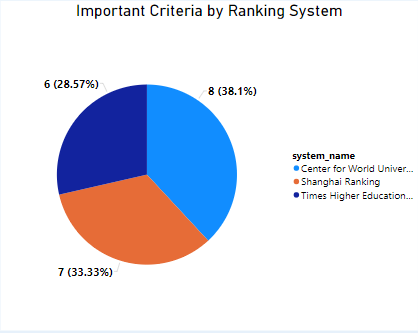 Important Criteria by Ranking System
6 (28.57%)
8 (38.1%)
7 (33.33%)
system_name
Center for World Univer...
Shanghai Ranking
Times Higher Education...